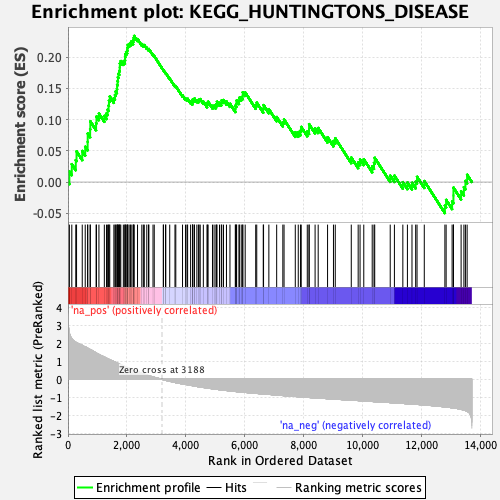 Enrichment plot: KEGG_HUNTINGTONS_DISEASE
Enrichment score (ES)
0.20
0.15
0.10
0.05
0.00
-0.05
'na_pos' (positively correlated)
Ranked list metric (PreRanked)
4
3
2
1
0
-1
-2
-3
Zero cross at 3188
'na_neg' (negatively correlated)
0
2,000
4,000
6,000
8,000
10,000
12,000
14,000
Rank in Ordered Dataset
Enrichment profile
Hits
Ranking metric scores